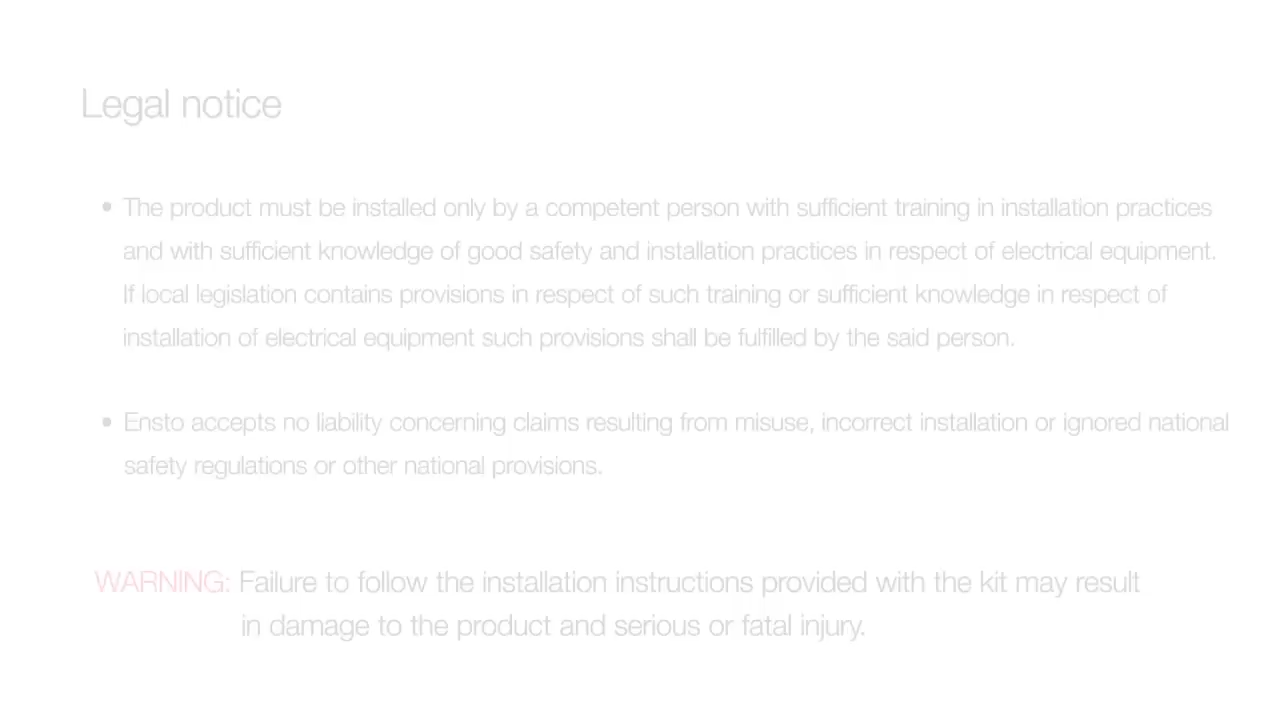 Legal notice
• The product must be installed only by a competent person with sufficient training in installation practices
and with sufficient knowledge of good safety and installation practices in respect of electrical equipment.
If local legislation contains provisions in respect of such training or sufficient knowledge in respect of
installation of electrical equipment such provisions shall be fulfilled by the said person.
• Ensto accepts no liability concerning claims resulting from misuse, incorrect installation or ignored national
safety regulations or other national provisions.
WARNING: Failure to follow the installation instructions provided with the kit may result
in damage to the product and serious or fatal injury.